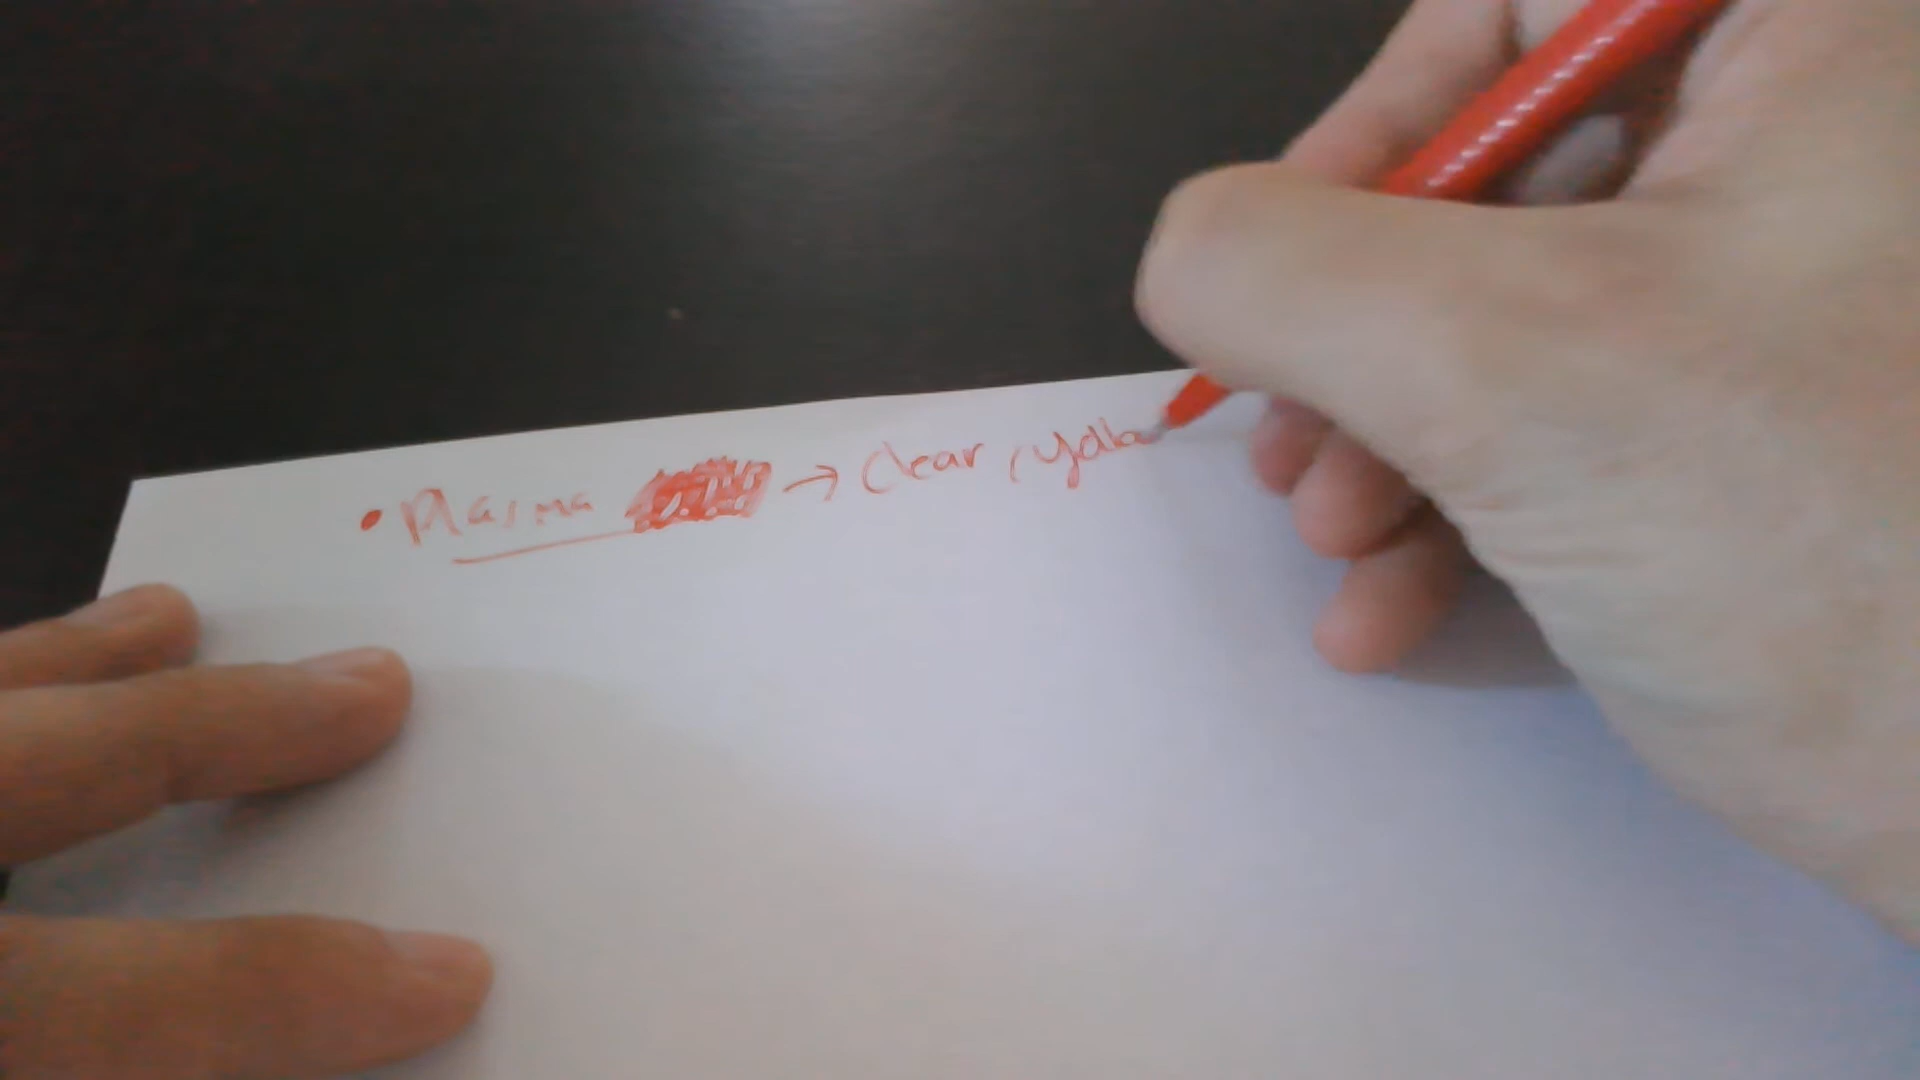 • Plasma → Clear, yello